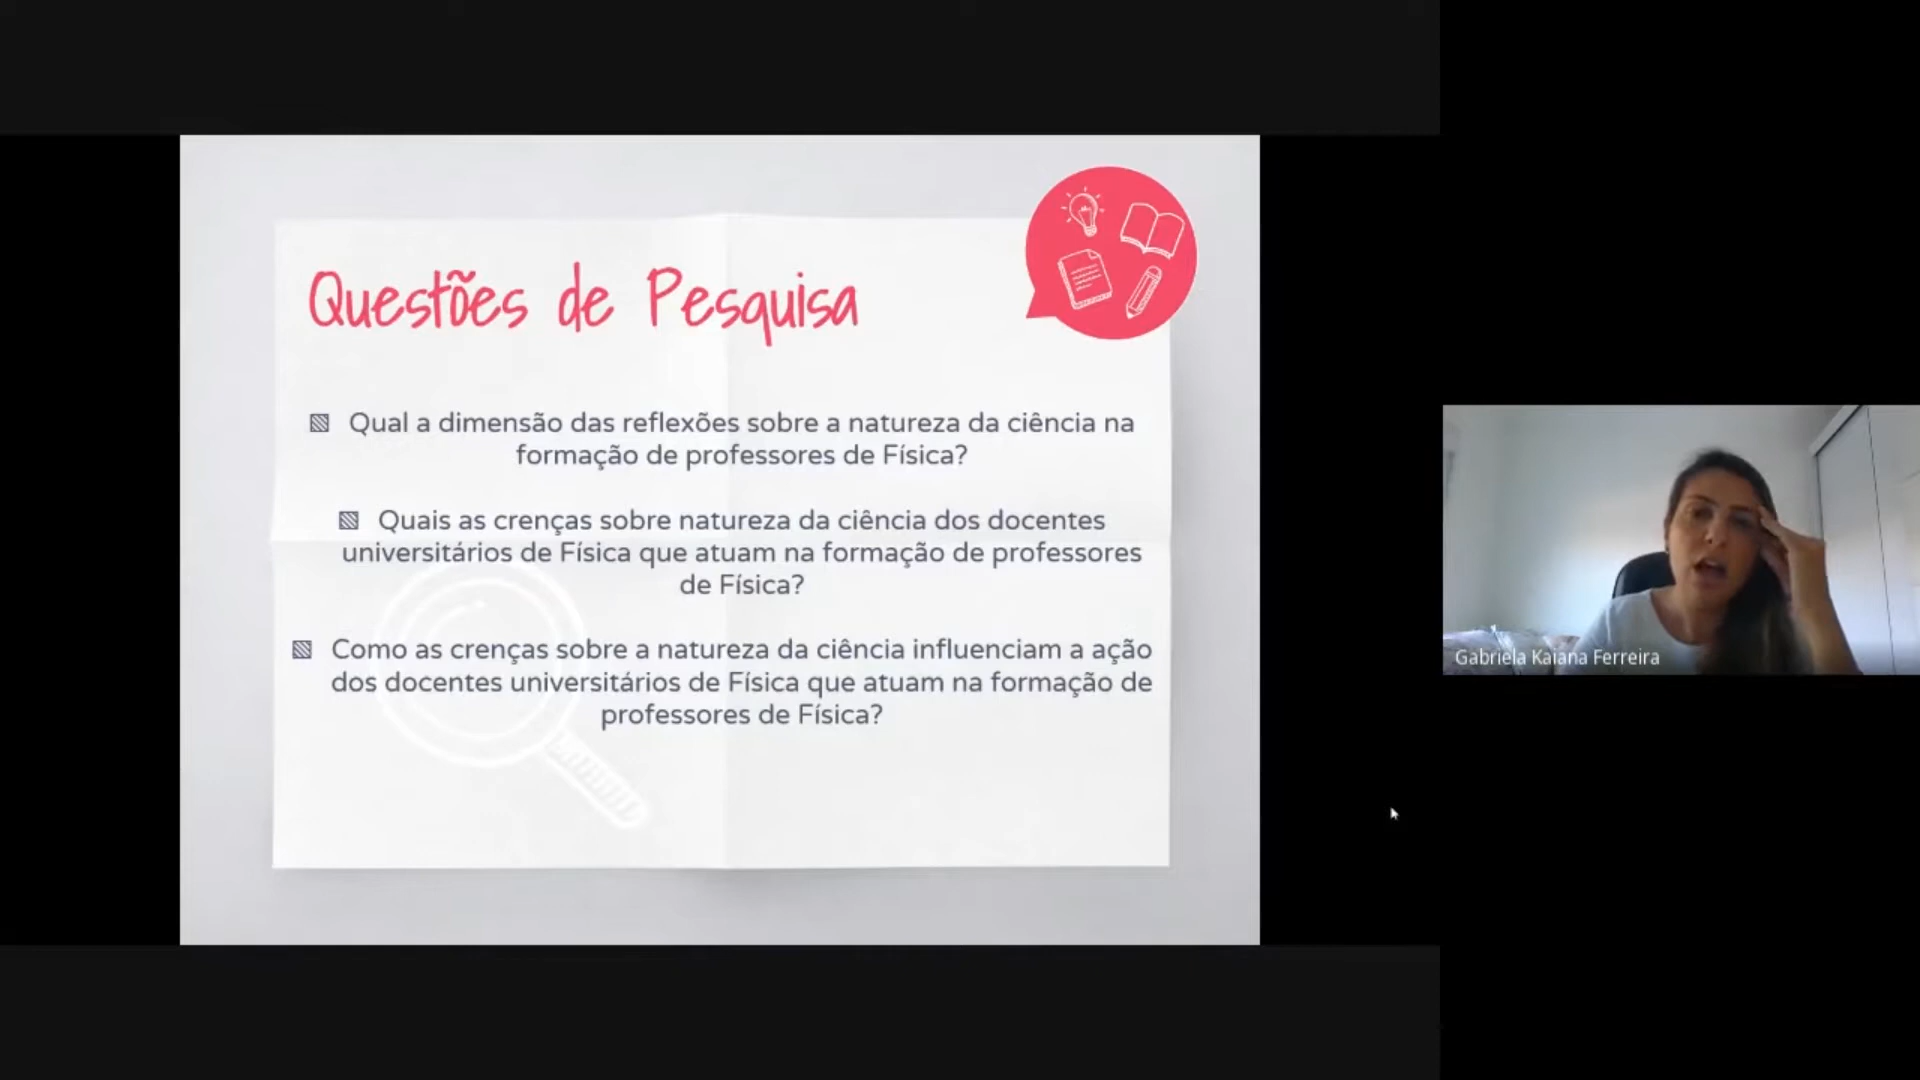 Questões de Pesquisa
Qual a dimensão das reflexões sobre a natureza da ciência na
formação de professores de Física?
Quais as crenças sobre natureza da ciência dos docentes
universitários de Física que atuam na formação de professores
de Física?
Como as crenças sobre a natureza da ciência influenciam a ação
dos docentes universitários de Física que atuam na formação de
professores de Física?
Gabriela Kaiana Ferreira